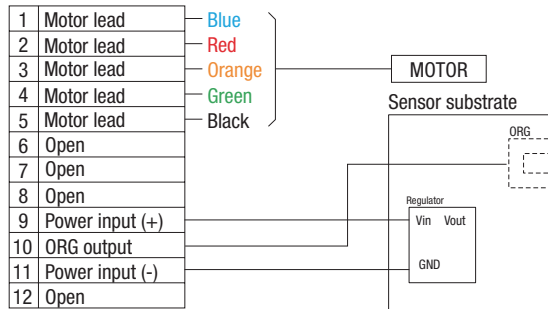 1 Motor lead Blue
2 Motor lead Red
3 Motor lead Orange
4 Motor lead Green
5 Motor lead Black
6 Open
7 Open
8 Open
9 Power input (+)
10 ORG output
11 Power input (-)
12 Open
MOTOR
Sensor substrate
ORG
Regulator
Vin Vout
GND